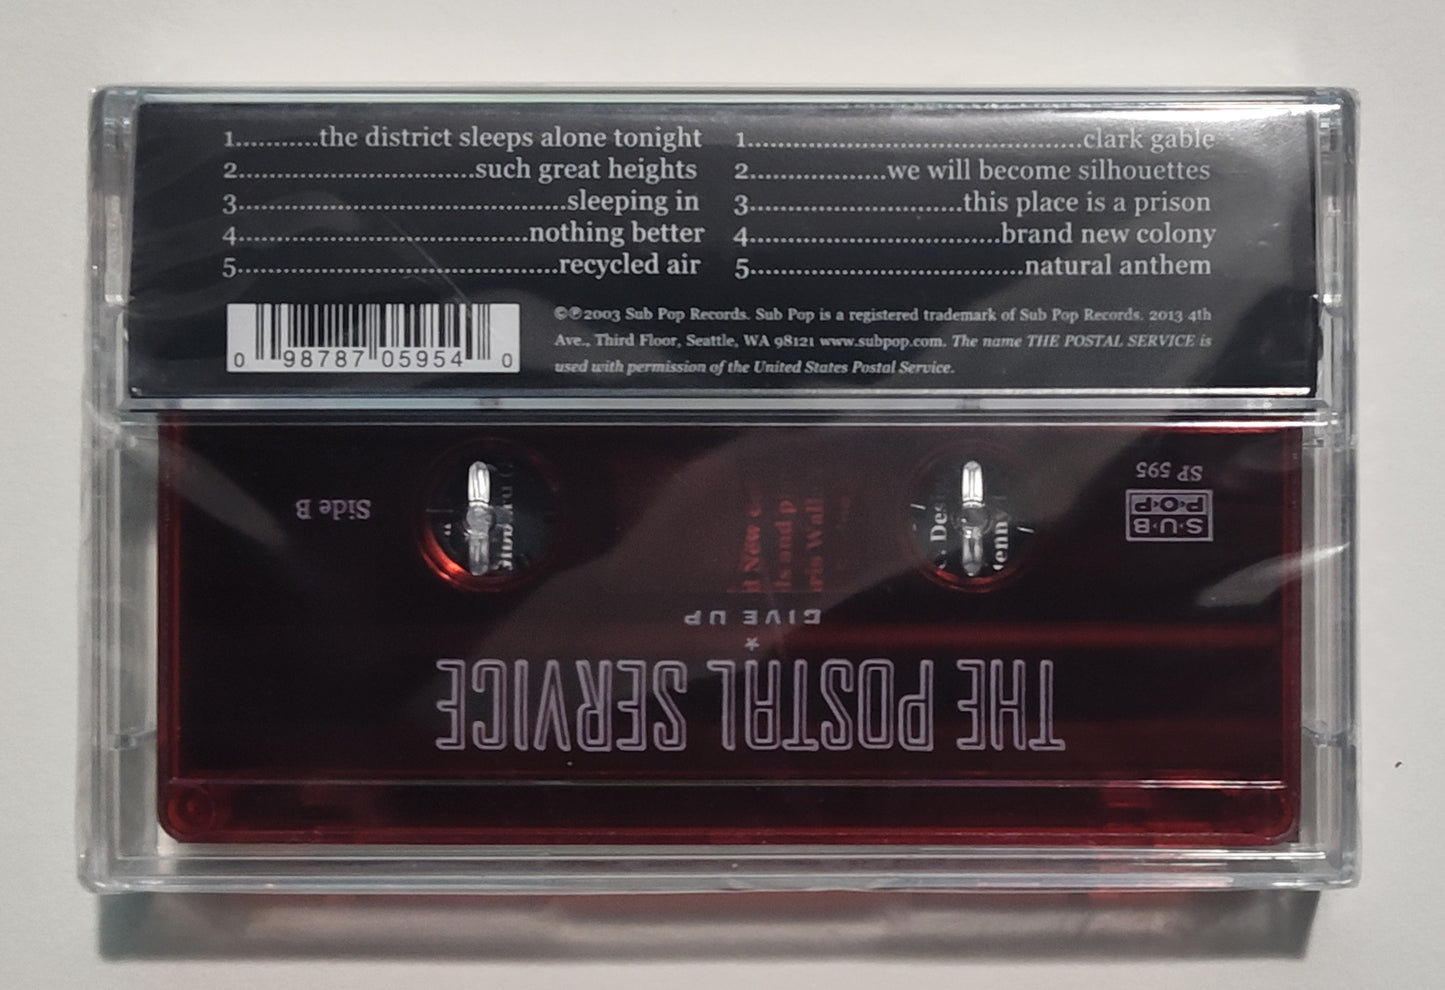 1...........the district sleeps alone tonight
2..............................such great heights
3..........................................sleeping in
4.....................................nothing better
5.........................................recycled air
1...........................................clark gable
2.................we will become silhouettes
3...........................this place is a prison
4................................brand new colony
5...................................natural anthem
0 98787 05954 0
©℗2003 Sub Pop Records. Sub Pop is a registered trademark of Sub Pop Records. 2013 4th
Ave., Third Floor, Seattle, WA 98121 www.subpop.com. The name THE POSTAL SERVICE is
used with permission of the United States Postal Service.
THE POSTAL SERVICE
GIVE UP
Side B
SUB
POP
SP 595
New
and